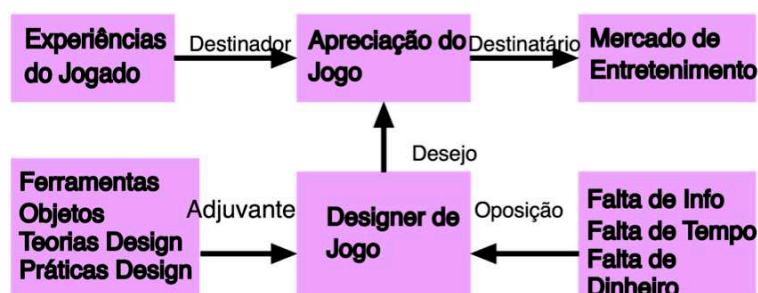 Experiências
do Jogado
Destinador
Apreciação do
Jogo
Destinatário
Mercado de
Entretenimento
Desejo
Ferramentas
Objetos
Teorias Design
Práticas Design
Adjuvante
Designer de
Jogo
Oposição
Falta de Info
Falta de Tempo
Falta de
Dinheiro